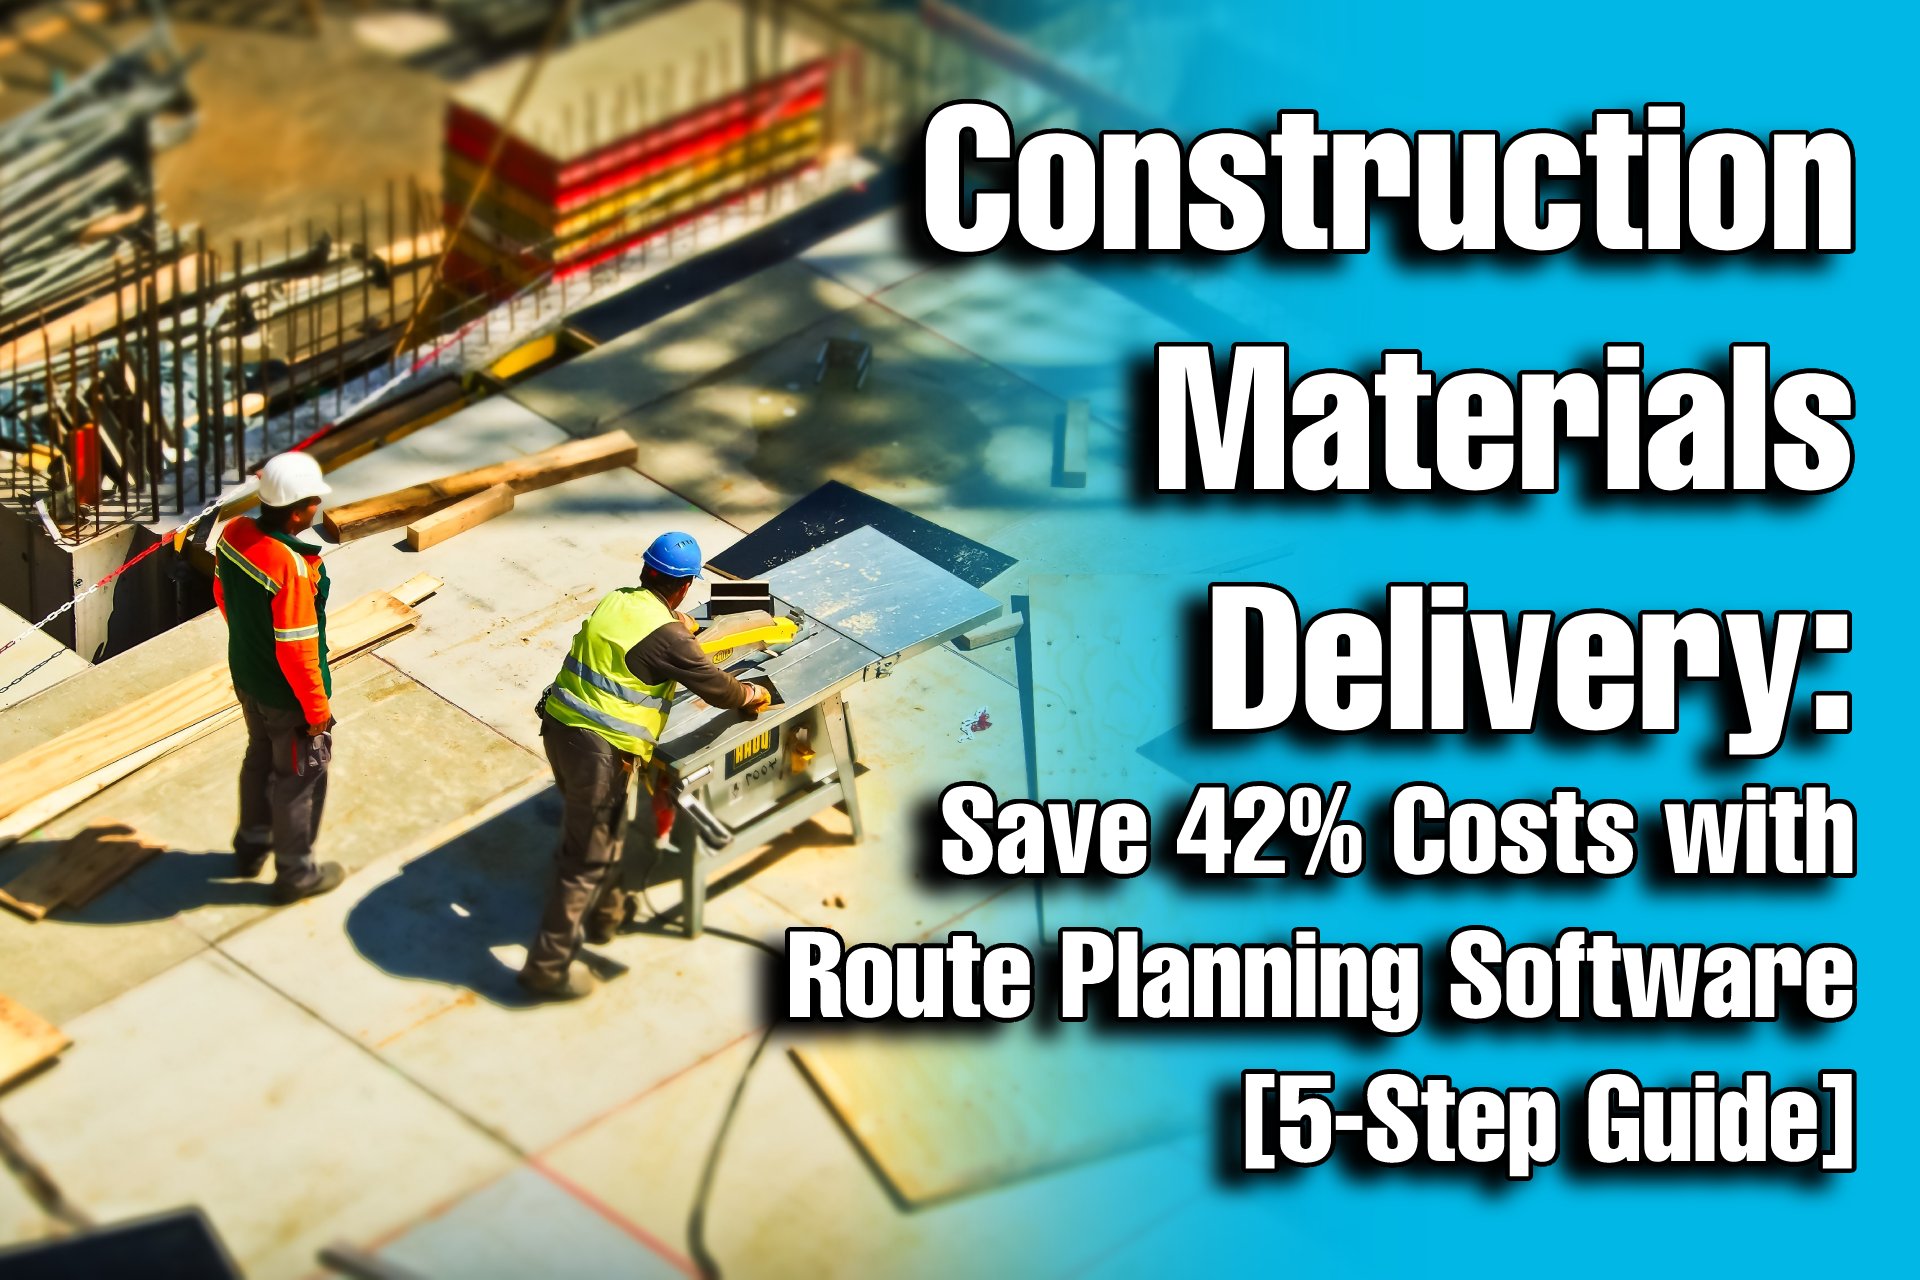 Construction
Materials
Delivery:
Save 42% Costs with
Route Planning Software
[5-Step Guide]